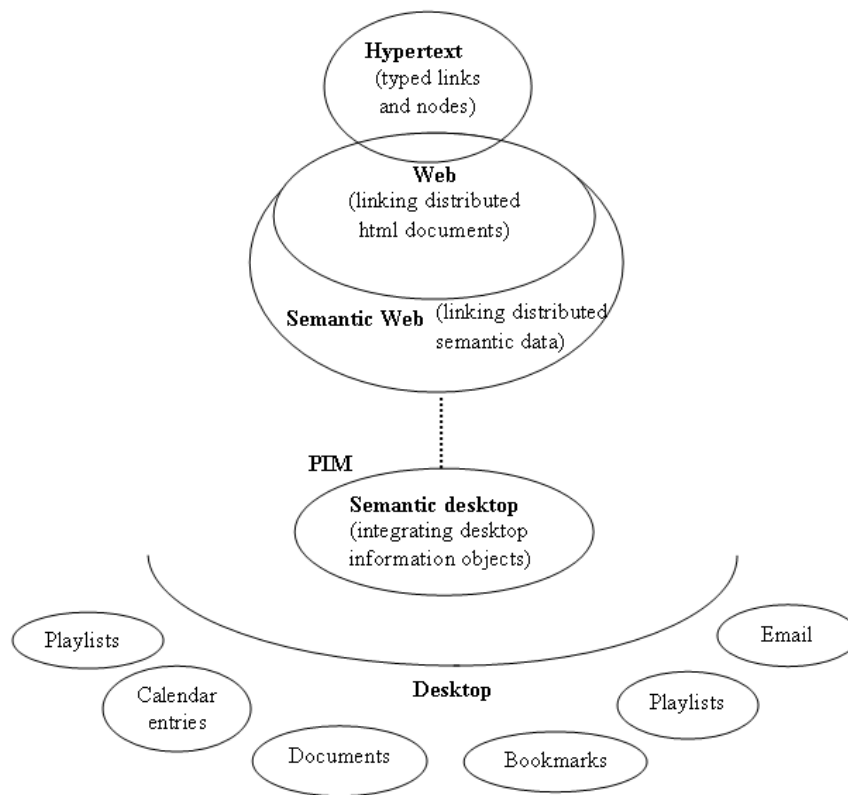 Hypertext
(typed links
and nodes)
Web
(linking distributed
html documents)
Semantic Web (linking distributed
semantic data)
PIM
Semantic desktop
(integrating desktop
information objects)
Playlists
Email
Calendar
entries
Desktop
Playlists
Documents
Bookmarks